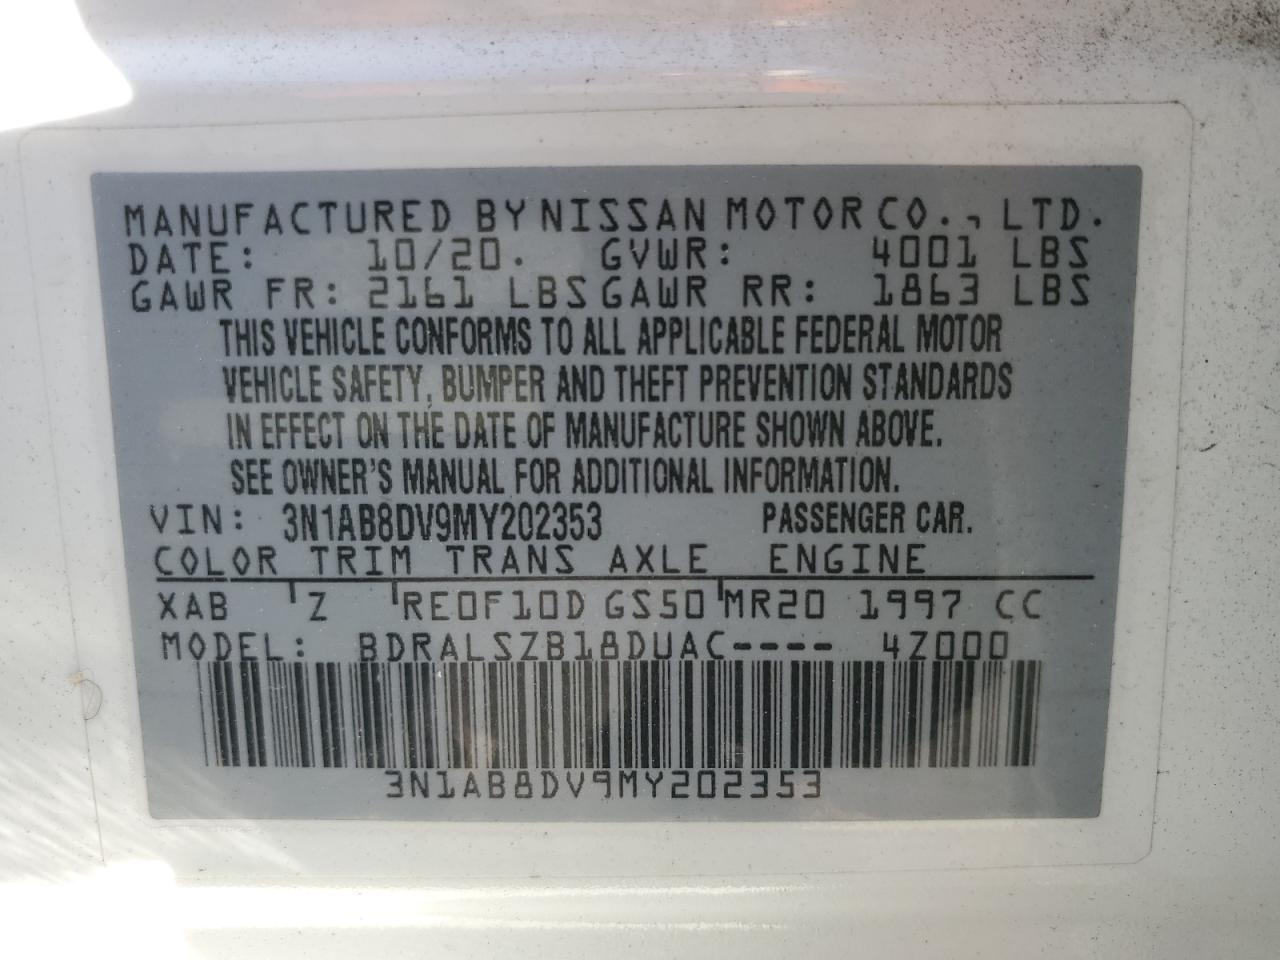 MANUFACTURED BY NISSAN MOTOR CO., LTD.
DATE: 10/20. GVWR: 4001 LBS
GAWR FR: 2161 LBS GAWR RR: 1863 LBS
THIS VEHICLE CONFORMS TO ALL APPLICABLE FEDERAL MOTOR
VEHICLE SAFETY, BUMPER AND THEFT PREVENTION STANDARDS
IN EFFECT ON THE DATE OF MANUFACTURE SHOWN ABOVE.
SEE OWNER'S MANUAL FOR ADDITIONAL INFORMATION.
VIN: 3N1AB8DV9MY202353 PASSENGER CAR.
COLOR TRIM TRANS AXLE ENGINE
XAB Z RE0F10D GS50 MR20 1997 CC
MODEL: BDRALSZB18DUAC---- 4Z000
3N1AB8DV9MY202353